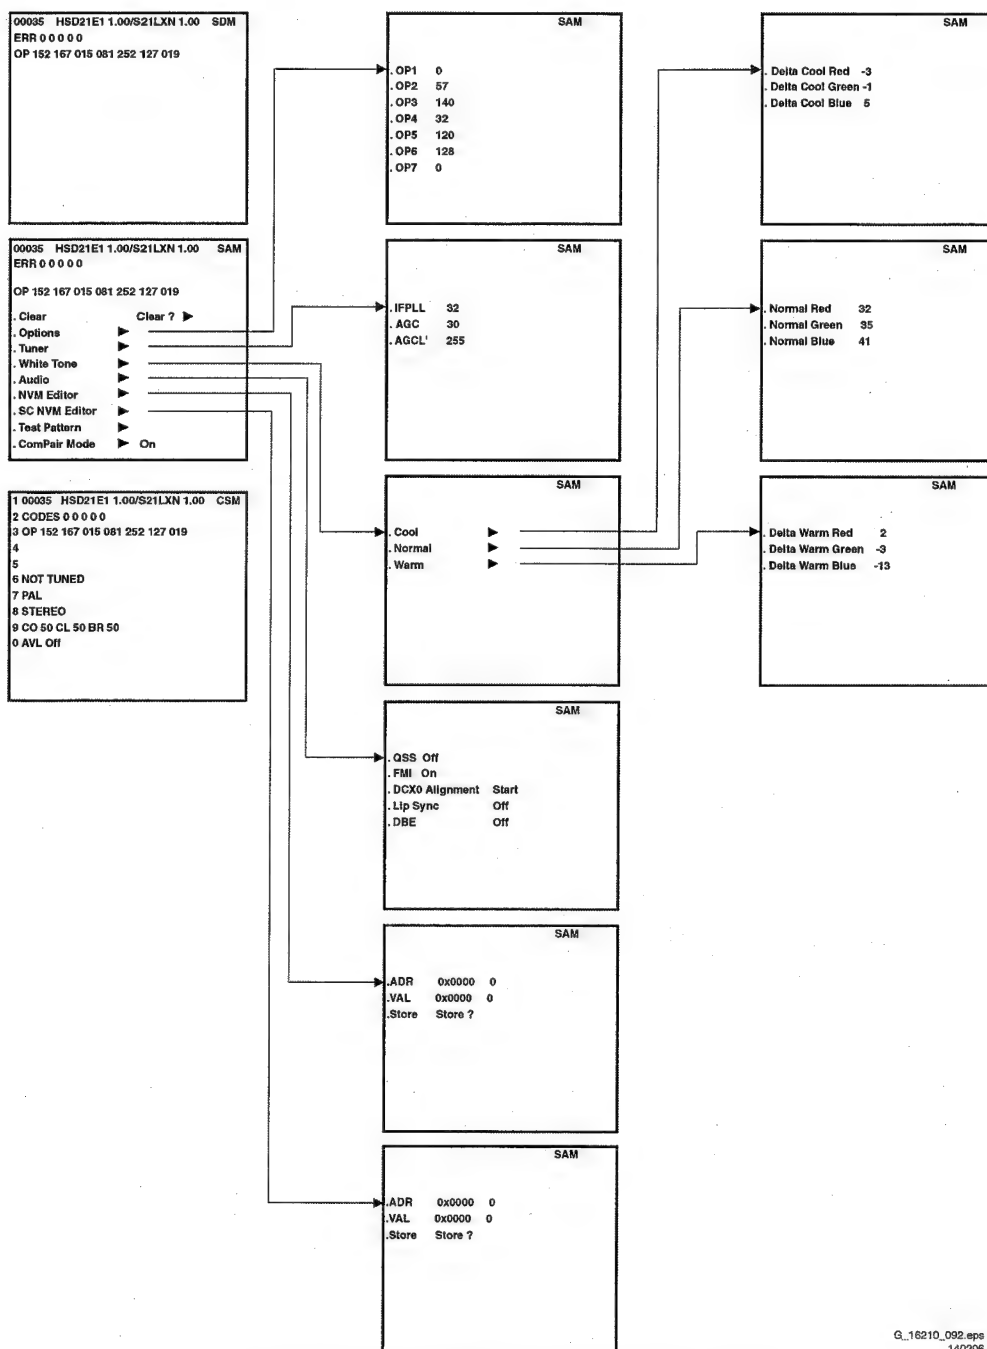 00035 HSD21E1 1.00/S21LXN 1.00 SDM
ERR 0 0 0 0 0
OP 152 167 015 081 252 127 019
00035 HSD21E1 1.00/S21LXN 1.00 SAM
ERR 0 0 0 0 0
OP 152 167 015 081 252 127 019
. Clear Clear ? ▶
. Options ▶
. Tuner ▶
. White Tone ▶
. Audio ▶
. NVM Editor ▶
. SC NVM Editor ▶
. Test Pattern ▶
. ComPair Mode ▶ On
1 00035 HSD21E1 1.00/S21LXN 1.00 CSM
2 CODES 0 0 0 0 0
3 OP 152 167 015 081 252 127 019
4
5
6 NOT TUNED
7 PAL
8 STEREO
9 CO 50 CL 50 BR 50
0 AVL Off
SAM
. OP1 0
. OP2 57
. OP3 140
. OP4 32
. OP5 120
. OP6 128
. OP7 0
SAM
. IFPLL 32
. AGC 30
. AGCL' 255
SAM
. Cool ▶
. Normal ▶
. Warm ▶
SAM
. QSS Off
. FMI On
. DCX0 Alignment Start
. Lip Sync Off
. DBE Off
SAM
.ADR 0x0000 0
.VAL 0x0000 0
.Store Store ?
SAM
.ADR 0x0000 0
.VAL 0x0000 0
.Store Store ?
SAM
. Delta Cool Red -3
. Delta Cool Green -1
. Delta Cool Blue 5
SAM
. Normal Red 32
. Normal Green 35
. Normal Blue 41
SAM
. Delta Warm Red 2
. Delta Warm Green -3
. Delta Warm Blue -13
G_16210_092.eps
140206